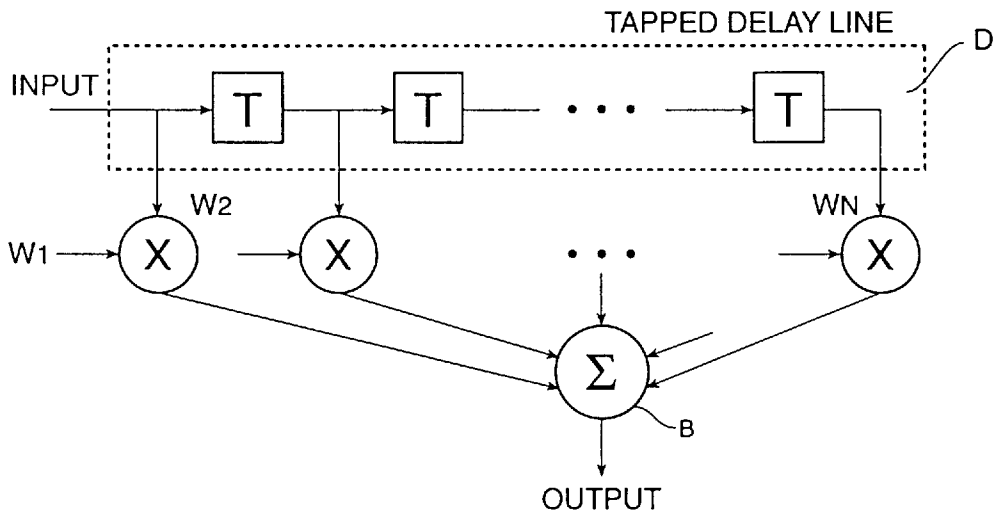 TAPPED DELAY LINE
D
INPUT
T T • • • T
W2 WN
W1 X X • • • X
Σ
B
OUTPUT